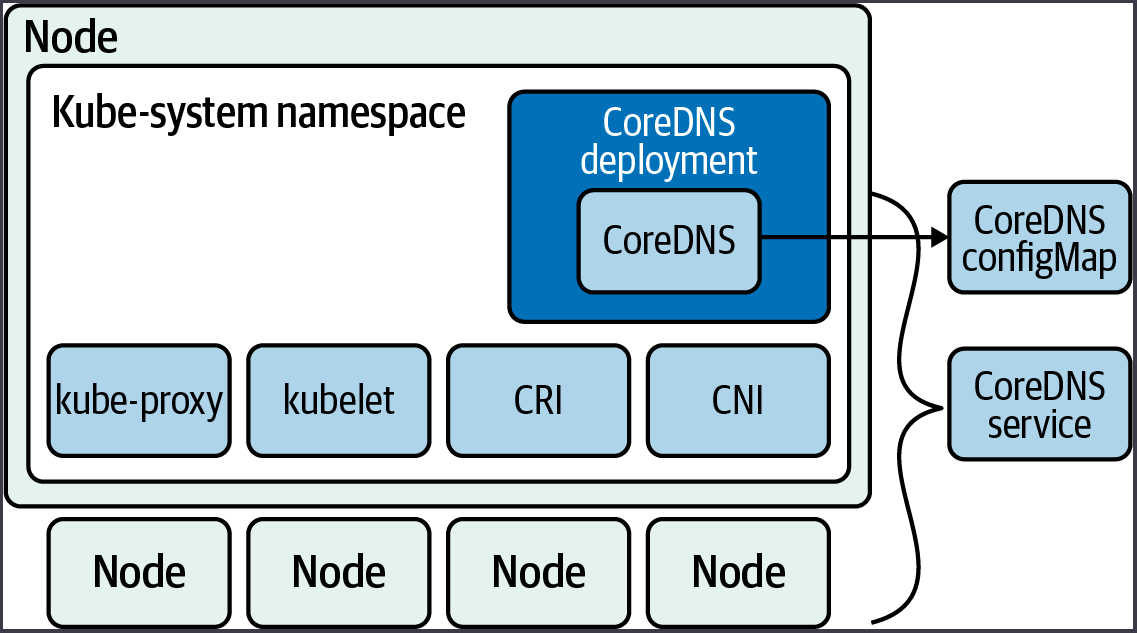 Node
Kube-system namespace
CoreDNS
deployment
CoreDNS
CoreDNS
configMap
kube-proxy
kubelet
CRI
CNI
CoreDNS
service
Node
Node
Node
Node